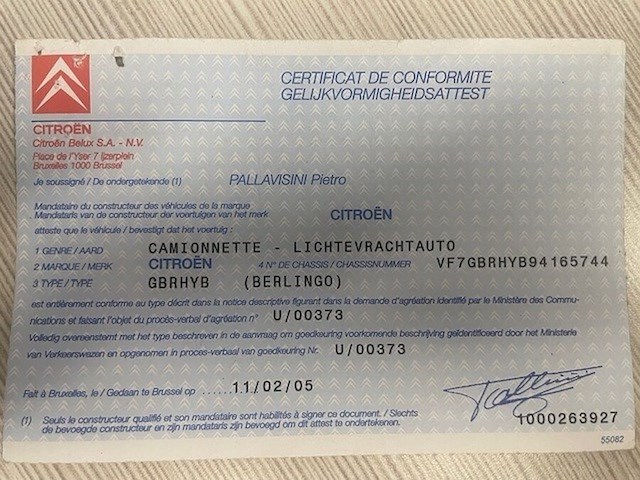 CERTIFICAT DE CONFORMITE
GELIJKVORMIGHEIDSATTEST
CITROËN
Citroën Belux S.A. - N.V.
Place de l'Yser 7 Ijzerplein
Bruxelles 1000 Brussel
Je soussigné / De ondergetekende (1) PALLAVISINI Pietro
Mandataire du constructeur des véhicules de la marque
Mandataris van de constructeur der voertuigen van het merk CITROËN
atteste que le véhicule / bevestigt dat het voertuig :
1 GENRE / AARD CAMIONNETTE - LICHTEVRACHTAUTO
2 MARQUE / MERK CITROËN 4 N° DE CHASSIS / CHASSISNUMMER VF7GBRHYB94165744
3 TYPE / TYPE GBRHYB (BERLINGO)
est entièrement conforme au type décrit dans la notice descriptive figurant dans la demande d'agréation identifié par le Ministère des Commu-
nications et faisant l'objet du procès-verbal d'agréation n° U/00373
Volledig overeenstemt met het type beschreven in de aanvraag om goedkeuring voorkomende beschrijving geïdentificeerd door het Ministerie
van Verkeerswezen en opgenomen in proces-verbaal van goedkeuring Nr. U/00373
Fait à Bruxelles, le / Gedaan te Brussel op ......11/02/05
1000263927
(1) Seuls le constructeur qualifié et son mandataire sont habilités à signer ce document. / Slechts
de bevoegde constructeur en zijn mandataris zijn bevoegd om dit attest te ondertekenen.
55082